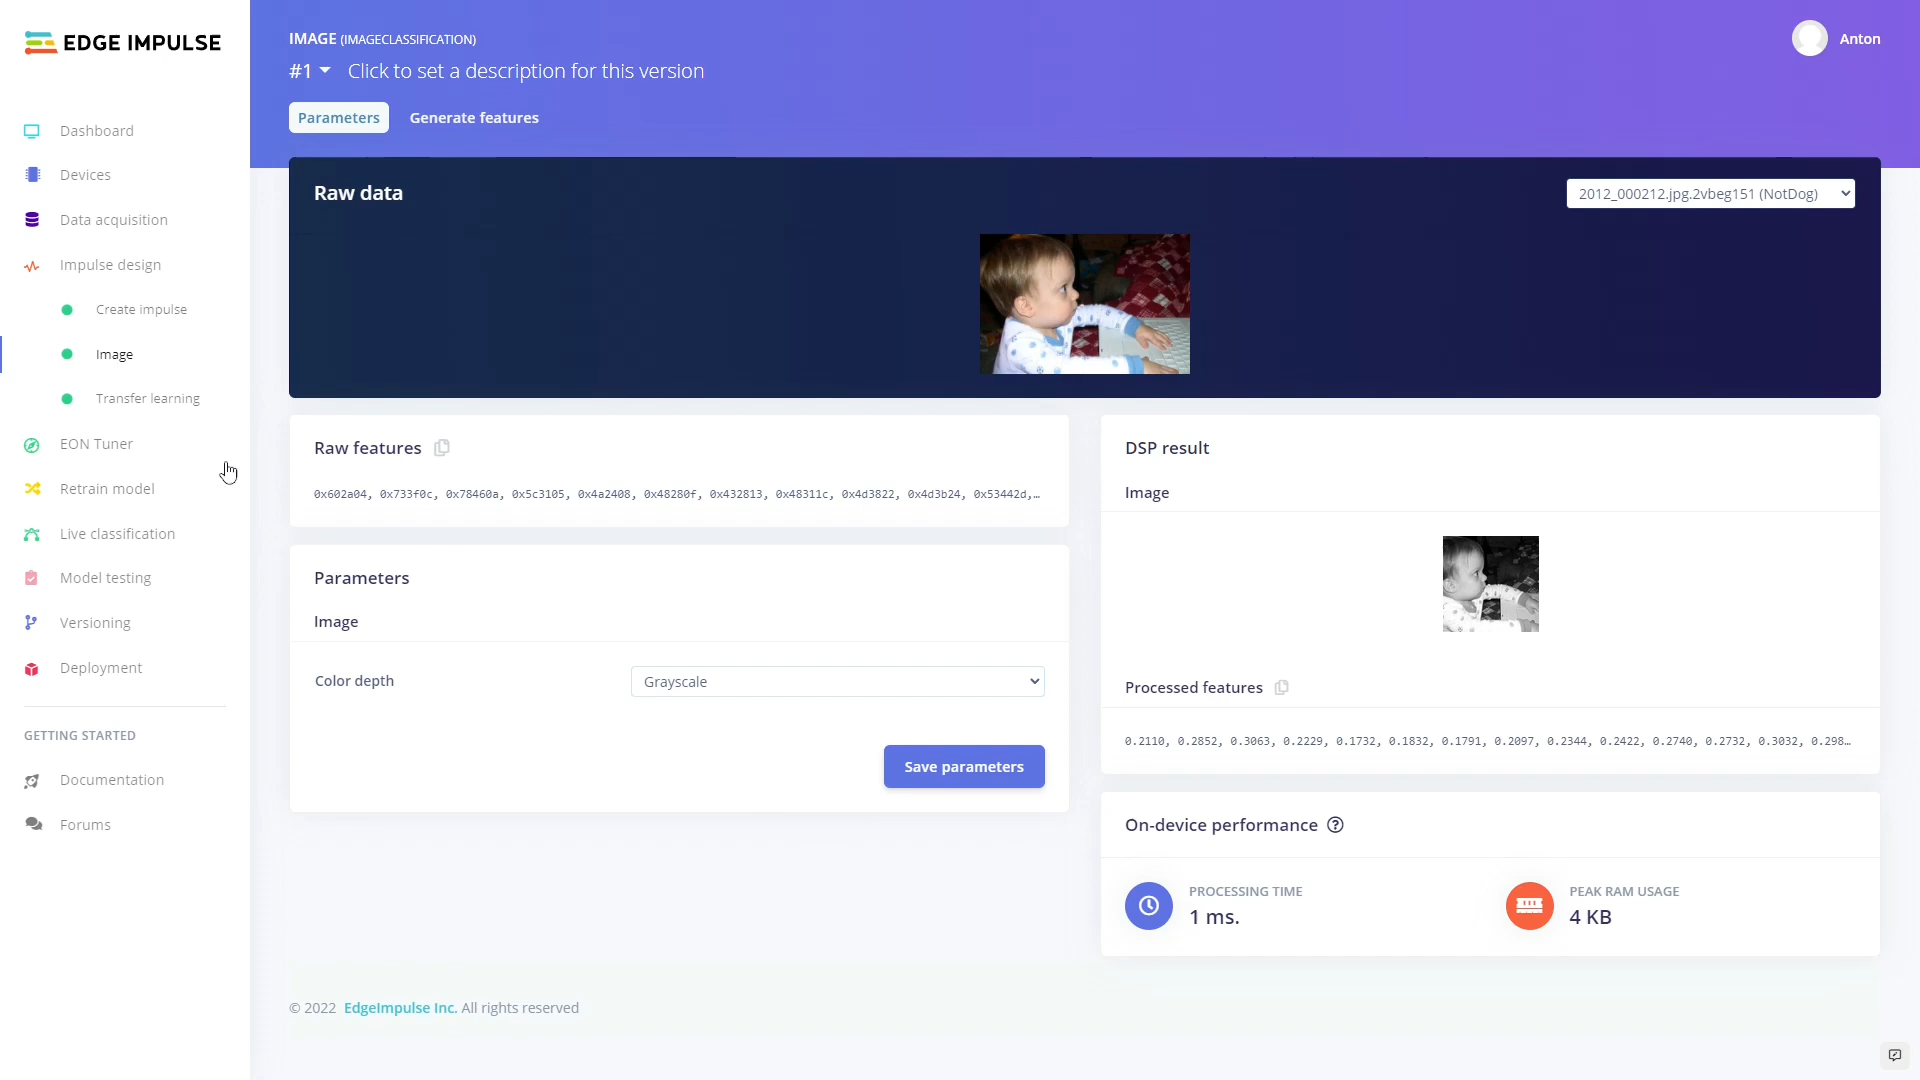 EDGE IMPULSE
Dashboard
Devices
Data acquisition
Impulse design
Create impulse
Image
Transfer learning
EON Tuner
Retrain model
Live classification
Model testing
Versioning
Deployment
GETTING STARTED
Documentation
Forums
IMAGE (IMAGECLASSIFICATION)
#1 Click to set a description for this version
Anton
Parameters Generate features
Raw data
2012_000212.jpg.2vbeg151 (NotDog)
Raw features
0x602a04, 0x733f0c, 0x78460a, 0x5c3105, 0x4a2408, 0x48280f, 0x432813, 0x48311c, 0x4d3822, 0x4d3b24, 0x53442d,…
Parameters
Image
Color depth Grayscale
Save parameters
DSP result
Image
Processed features
0.2110, 0.2852, 0.3063, 0.2229, 0.1732, 0.1832, 0.1791, 0.2097, 0.2344, 0.2422, 0.2740, 0.2732, 0.3032, 0.298…
On-device performance
PROCESSING TIME
1 ms.
PEAK RAM USAGE
4 KB
© 2022 EdgeImpulse Inc. All rights reserved